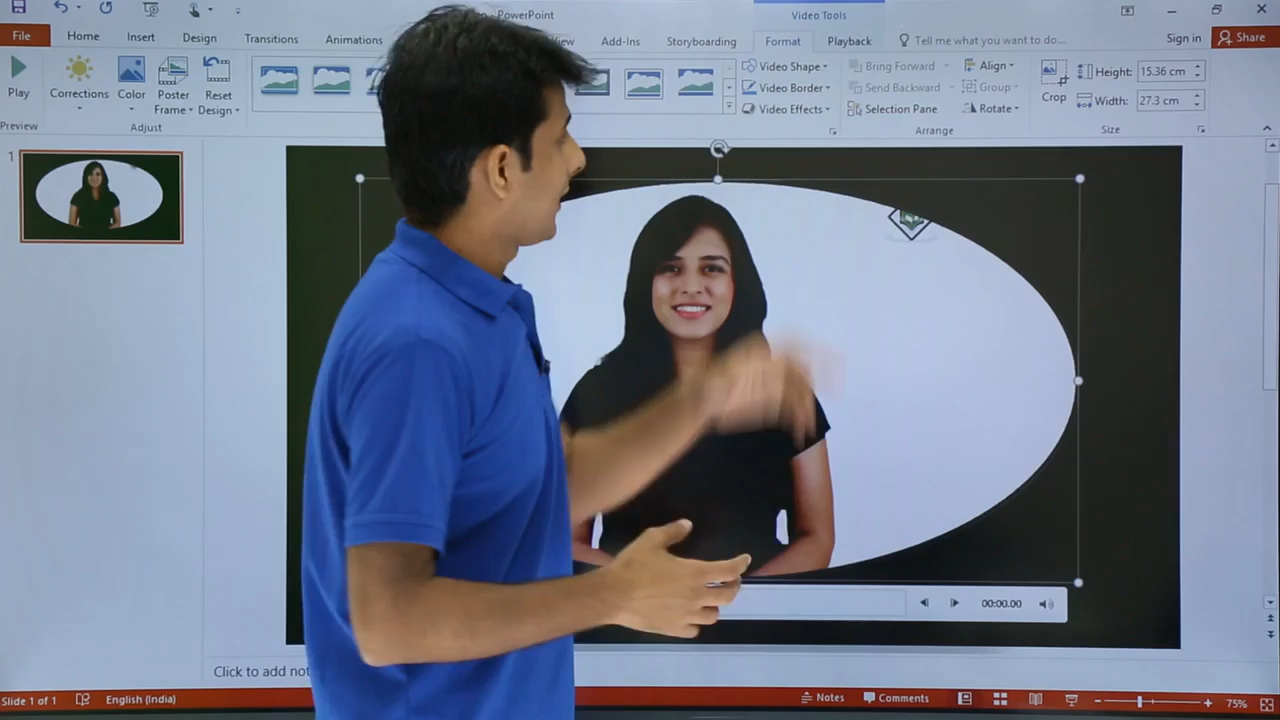 PowerPoint
Video Tools
File
Home
Insert
Design
Transitions
Animations
View
Add-Ins
Storyboarding
Format
Playback
Tell me what you want to do...
Sign in
Share
Play
Corrections
Color
Poster
Frame
Reset
Design
Video Shape
Video Border
Video Effects
Bring Forward
Send Backward
Selection Pane
Align
Group
Rotate
Crop
Height: 15.36 cm
Width: 27.3 cm
Preview
Adjust
Arrange
Size
1
00:00.00
Click to add not
Slide 1 of 1
English (India)
Notes
Comments
75%